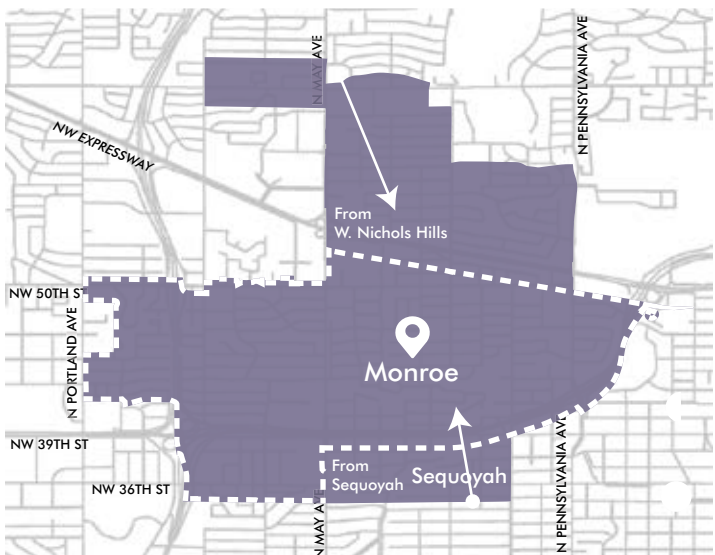 N MAY AVE
N PENNSYLVANIA AVE
NW EXPRESSWAY
From
W. Nichols Hills
NW 50TH ST
N PORTLAND AVE
Monroe
NW 39TH ST
From
Sequoyah
Sequoyah
NW 36TH ST
N MAY AVE
N PENNSYLVANIA AVE